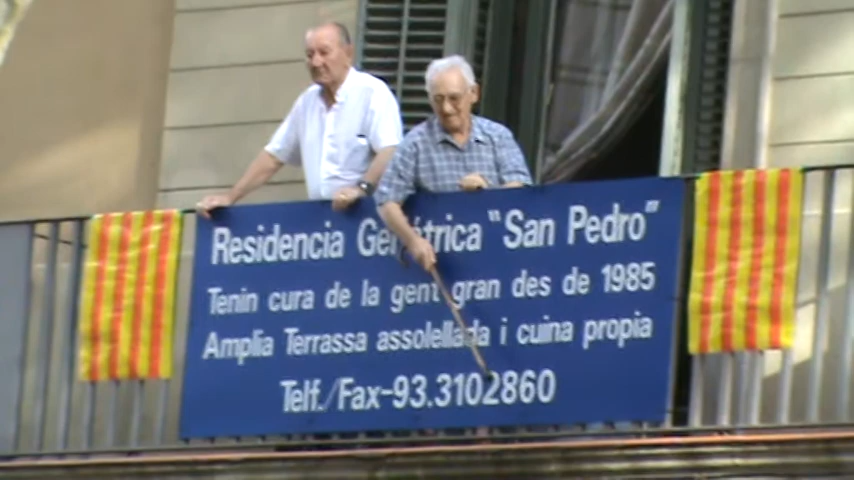 Residencia Geriátrica "San Pedro"
Tenin cura de la gent gran des de 1985
Amplia Terrassa assolellada i cuina propia
Telf./Fax-93.3102860